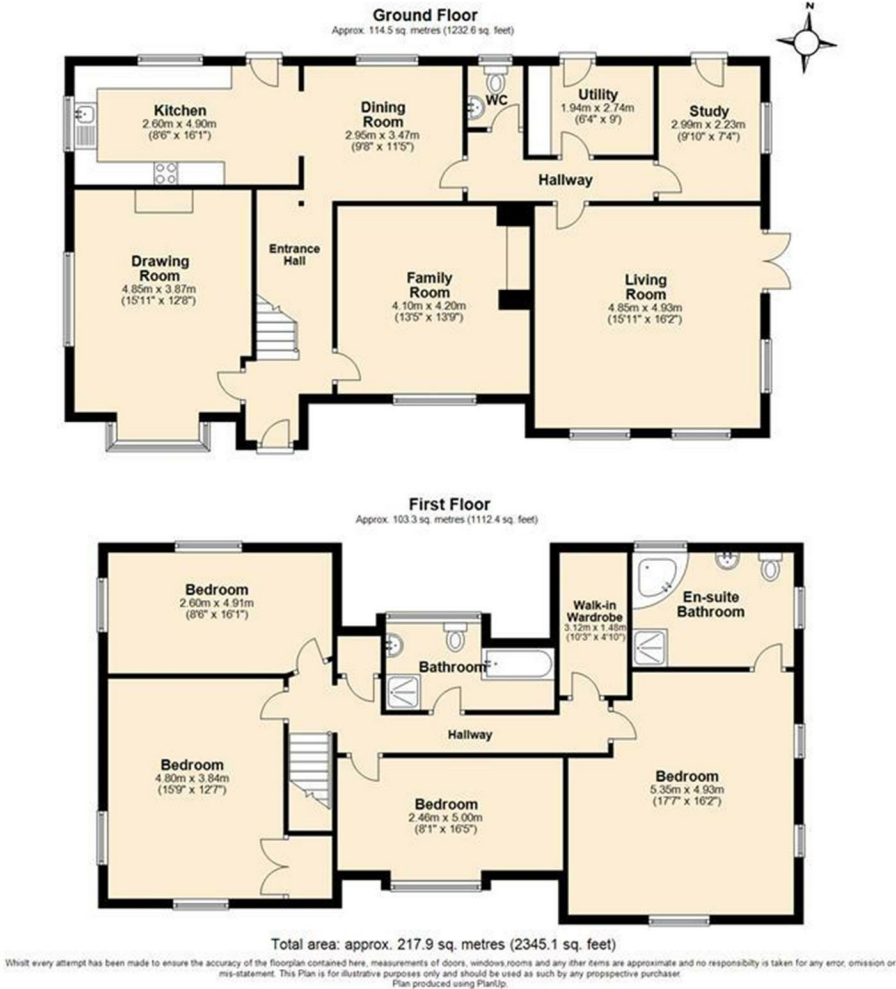 Ground Floor
Approx. 114.5 sq. metres (1232.6 sq. feet)
N
Kitchen
2.60m x 4.90m
(8'6" x 16'1")
Dining
Room
2.95m x 3.47m
(9'8" x 11'5")
WC
Utility
1.94m x 2.74m
(6'4" x 9')
Study
2.99m x 2.23m
(9'10" x 7'4")
Hallway
Drawing
Room
4.85m x 3.87m
(15'11" x 12'8")
Entrance
Hall
Family
Room
4.10m x 4.20m
(13'5" x 13'9")
Living
Room
4.85m x 4.93m
(15'11" x 16'2")
First Floor
Approx. 103.3 sq. metres (1112.4 sq. feet)
Bedroom
2.60m x 4.91m
(8'6" x 16'1")
Bathroom
Walk-in
Wardrobe
3.12m x 1.48m
(10'3" x 4'10")
En-suite
Bathroom
Hallway
Bedroom
4.80m x 3.84m
(15'9" x 12'7")
Bedroom
2.46m x 5.00m
(8'1" x 16'5")
Bedroom
5.35m x 4.93m
(17'7" x 16'2")
Total area: approx. 217.9 sq. metres (2345.1 sq. feet)
Whislt every attempt has been made to ensure the accuracy of the floorplan contained here, measurements of doors, windows,rooms and any ither items are approximate and no responsibilty is taken for any error, omission or
mis-statement. This Plan is for illustrative purposes only and should be used as such by any propspective purchaser.
Plan produced using PlanUp.